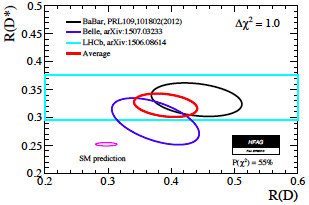 R(D*)
0.5
0.45
0.4
0.35
0.3
0.25
0.2
BaBar, PRL109,101802(2012)
Belle, arXiv:1507.03233
LHCb, arXiv:1506.08614
Average
Δχ² = 1.0
SM prediction
HFAG
P(χ²) = 55%
0.2 0.3 0.4 0.5 0.6
R(D)